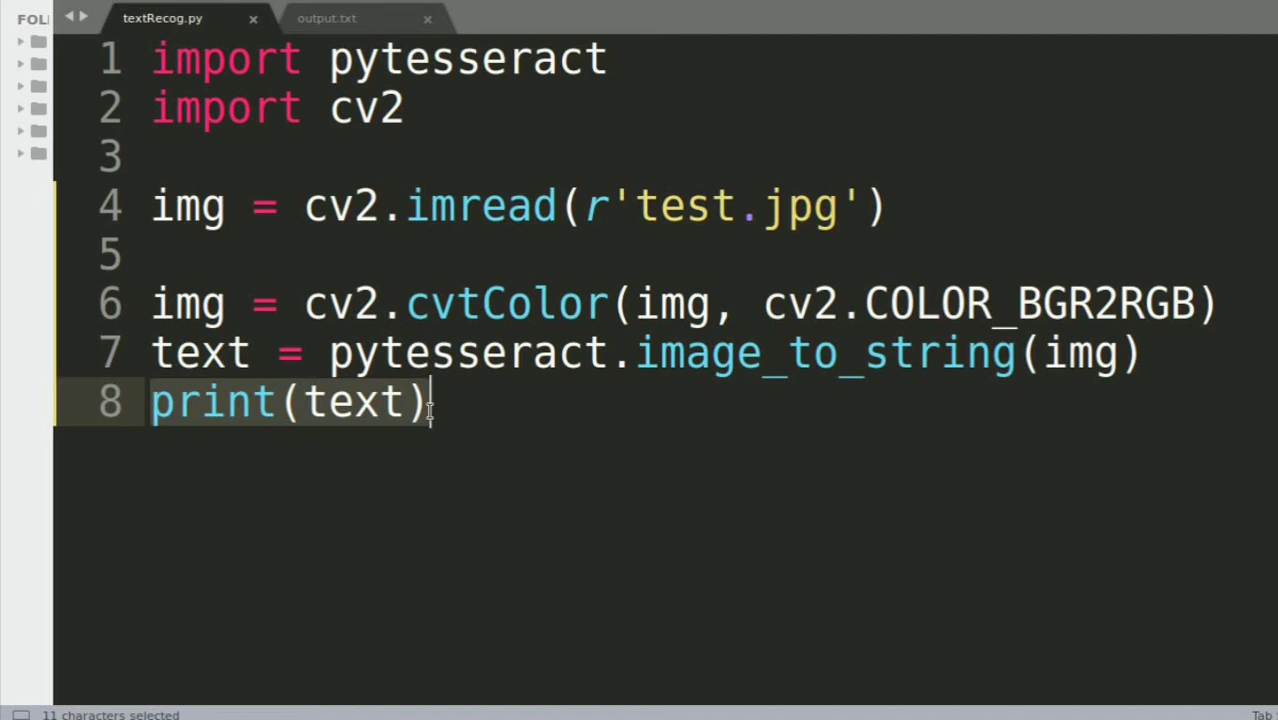 FOLI
textRecog.py × output.txt ×
1 import pytesseract
2 import cv2
3
4 img = cv2.imread(r'test.jpg')
5
6 img = cv2.cvtColor(img, cv2.COLOR_BGR2RGB)
7 text = pytesseract.image_to_string(img)
8 print(text)
11 characters selected
Tab